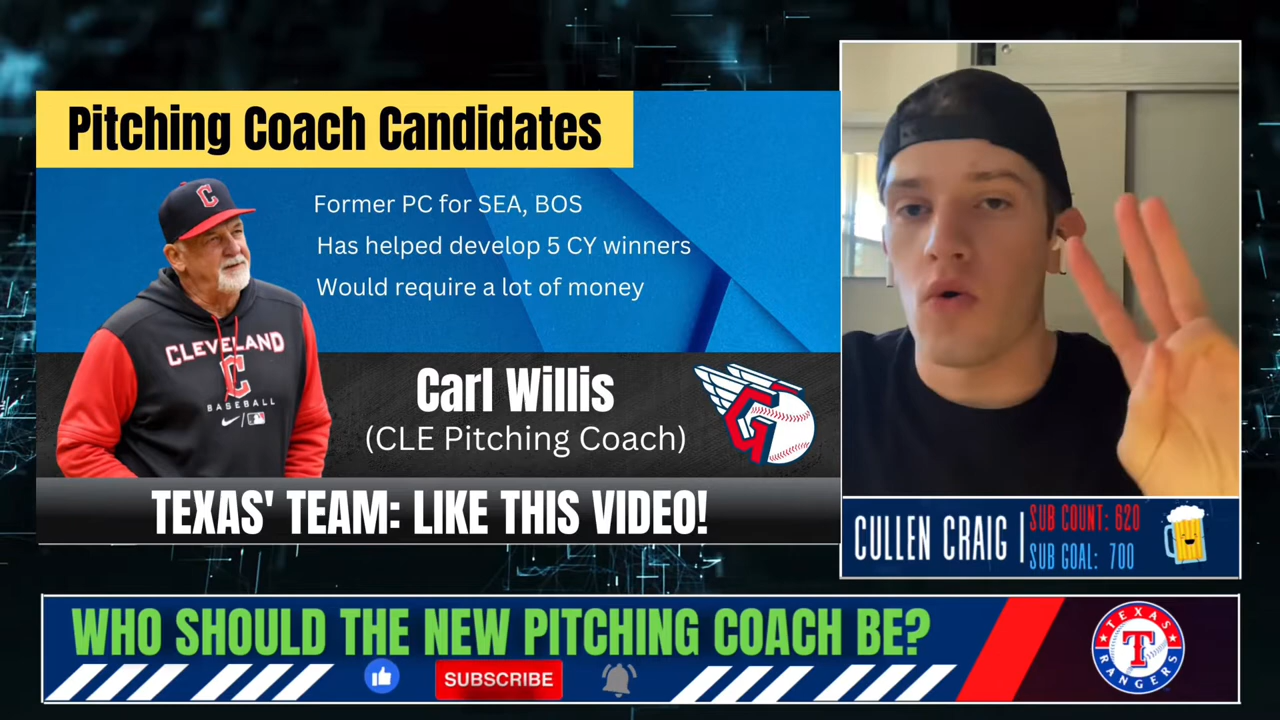 Pitching Coach Candidates
Former PC for SEA, BOS
Has helped develop 5 CY winners
Would require a lot of money
C
CLEVELAND
C
BASEBALL
Carl Willis
(CLE Pitching Coach)
TEXAS' TEAM: LIKE THIS VIDEO!
CULLEN CRAIG
SUB COUNT: 620
SUB GOAL: 700
WHO SHOULD THE NEW PITCHING COACH BE?
SUBSCRIBE
TEXAS
T
RANGERS